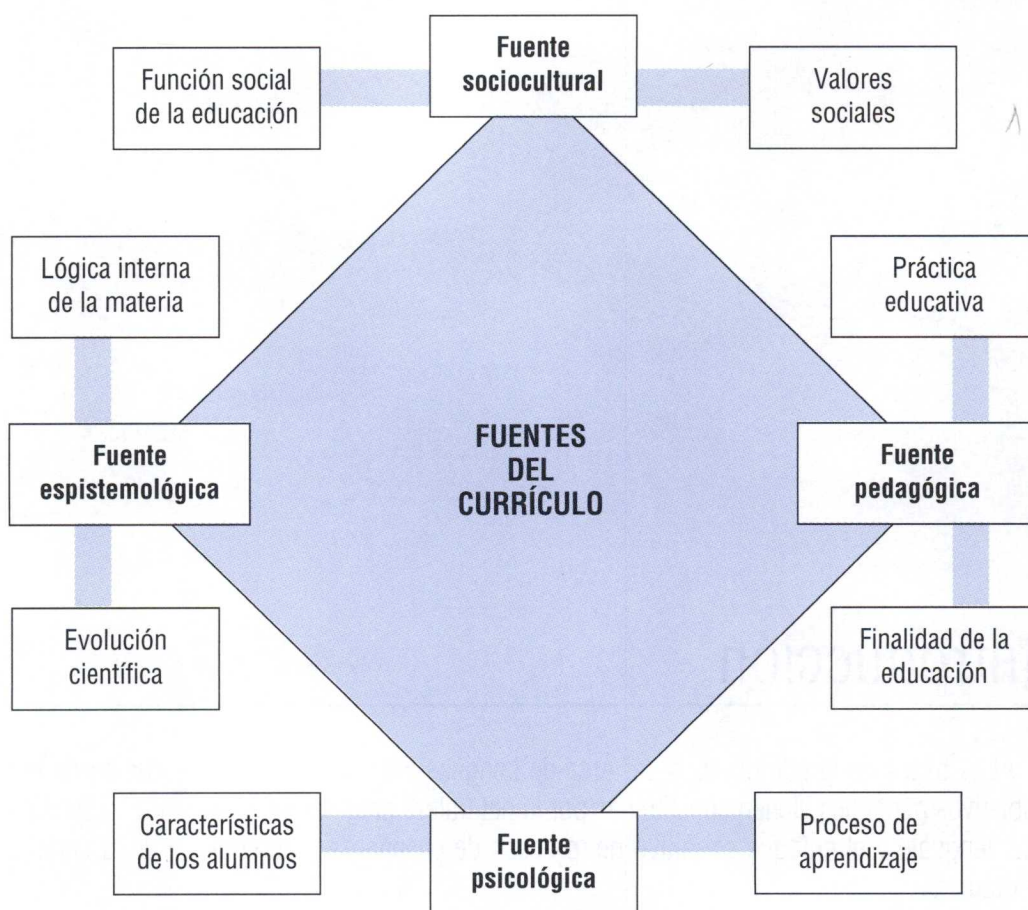 Fuente
sociocultural
Función social
de la educación
Valores
sociales
Lógica interna
de la materia
Práctica
educativa
Fuente
espistemológica
FUENTES
DEL
CURRÍCULO
Fuente
pedagógica
Evolución
científica
Finalidad de la
educación
Características
de los alumnos
Fuente
psicológica
Proceso de
aprendizaje